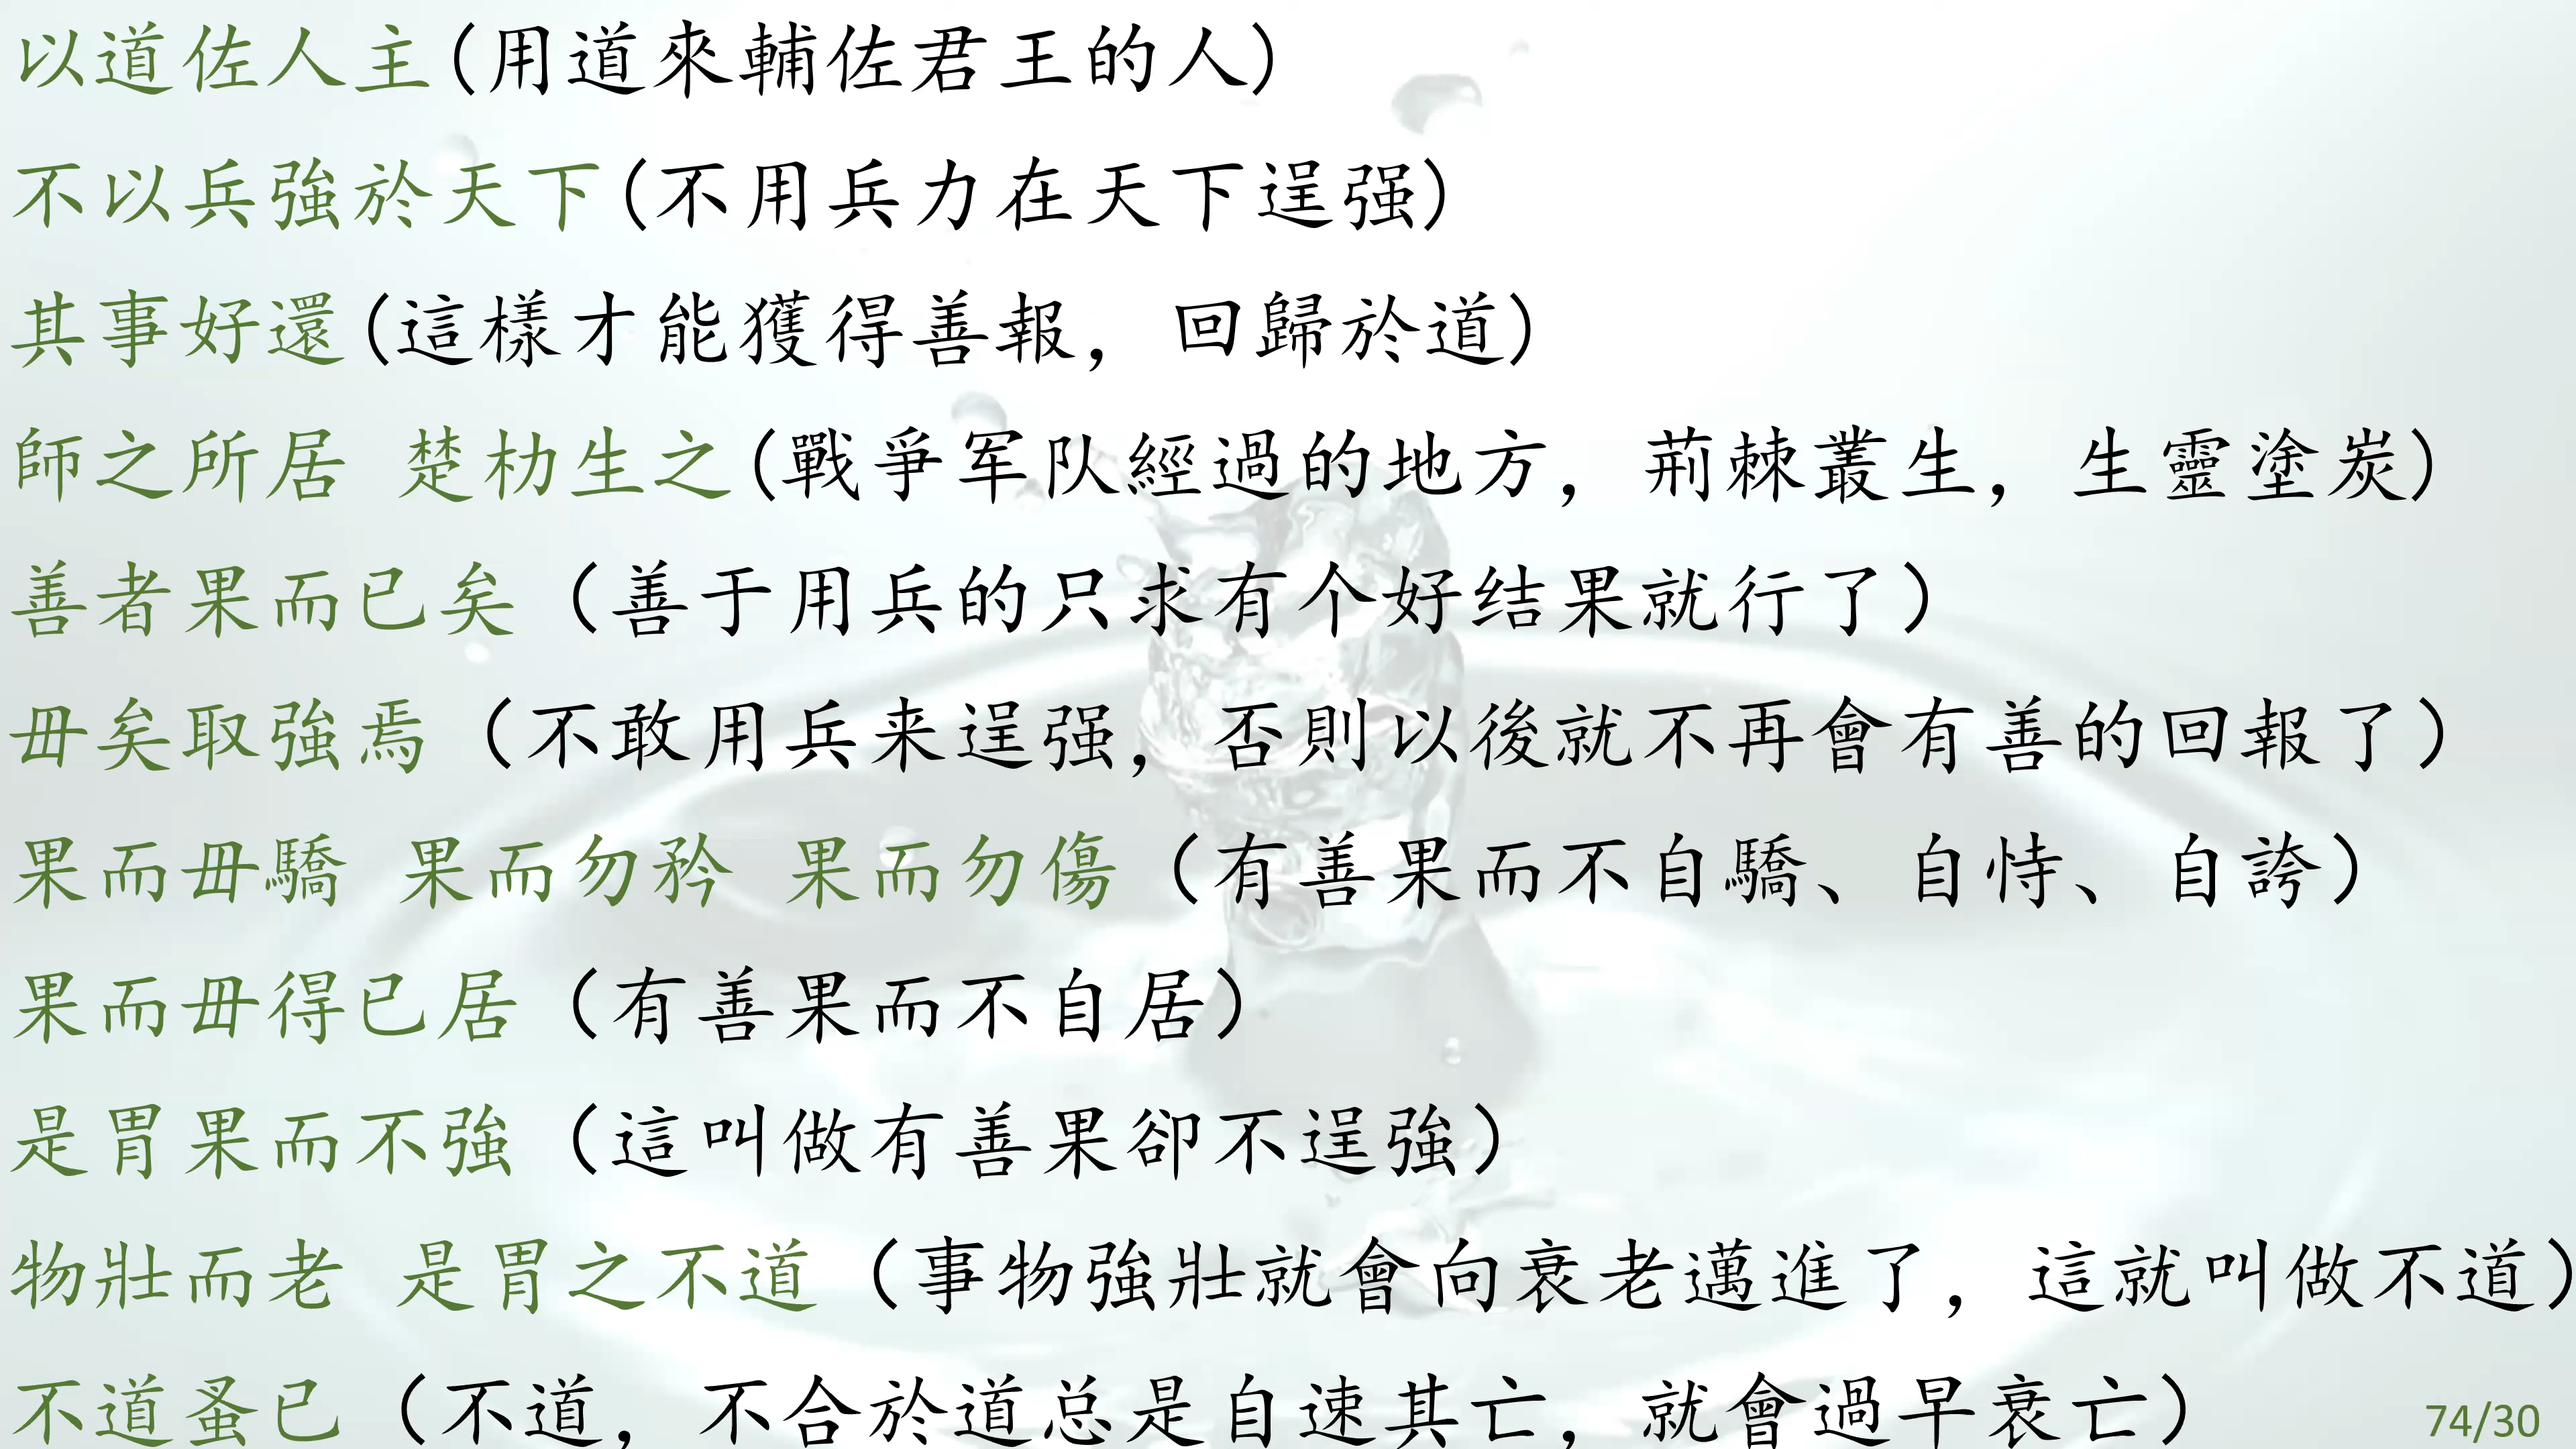 以道佐人主(用道來輔佐君王的人)
不以兵強於天下(不用兵力在天下逞强)
其事好還(這樣才能獲得善報，回歸於道)
師之所居 楚朸生之(戰爭军队經過的地方，荊棘叢生，生靈塗炭)
善者果而已矣（善于用兵的只求有个好结果就行了）
毌矣取強焉（不敢用兵来逞强，否則以後就不再會有善的回報了）
果而毌驕 果而勿矜 果而勿傷（有善果而不自驕、自恃、自誇）
果而毌得已居（有善果而不自居）
是胃果而不強（這叫做有善果卻不逞強）
物壯而老 是胃之不道（事物強壯就會向衰老邁進了，這就叫做不道）
不道蚤已（不道，不合於道总是自速其亡，就會過早衰亡）
74/30